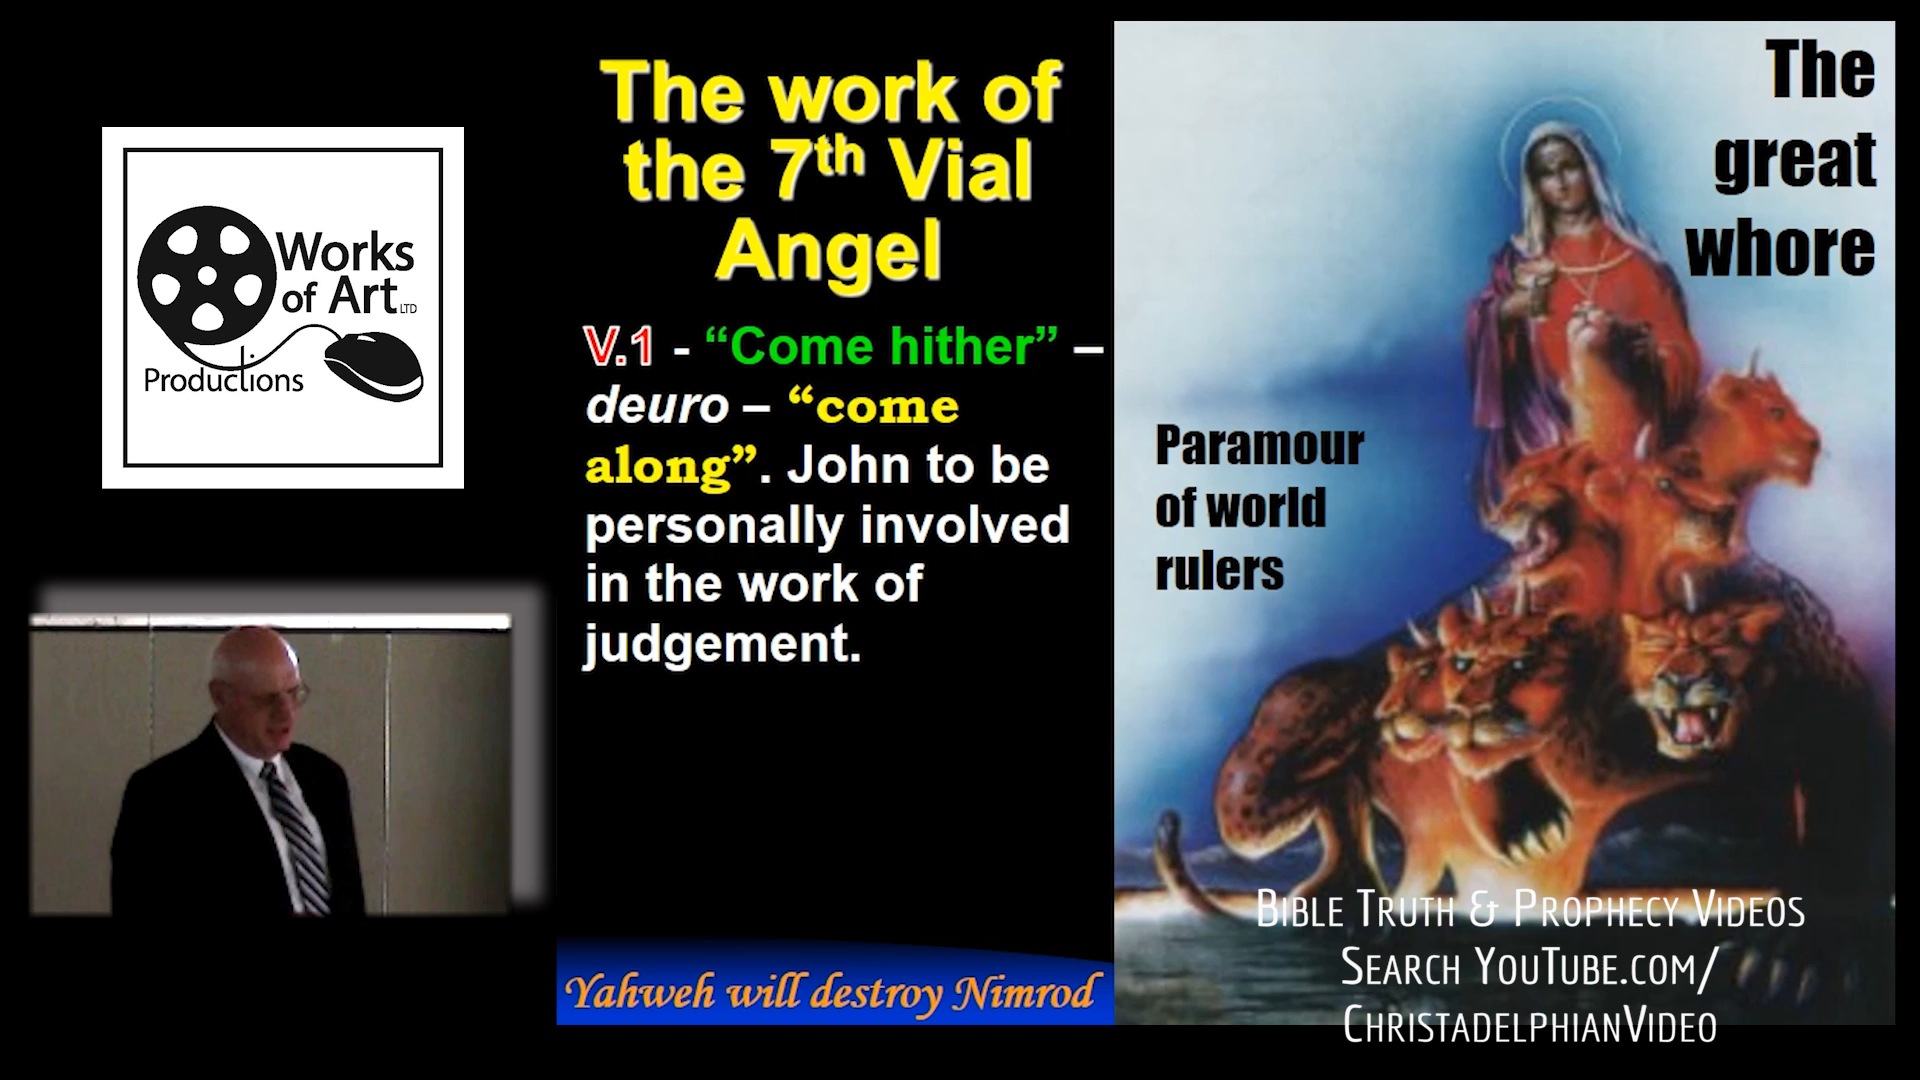 Works
of Art LTD
Productions
The work of
the 7th Vial
Angel
V.1 - “Come hither” –
deuro – “come
along”. John to be
personally involved
in the work of
judgement.
Yahweh will destroy Nimrod
The
great
whore
Paramour
of world
rulers
Bible Truth & Prophecy Videos
Search YouTube.com/
ChristadelphianVideo